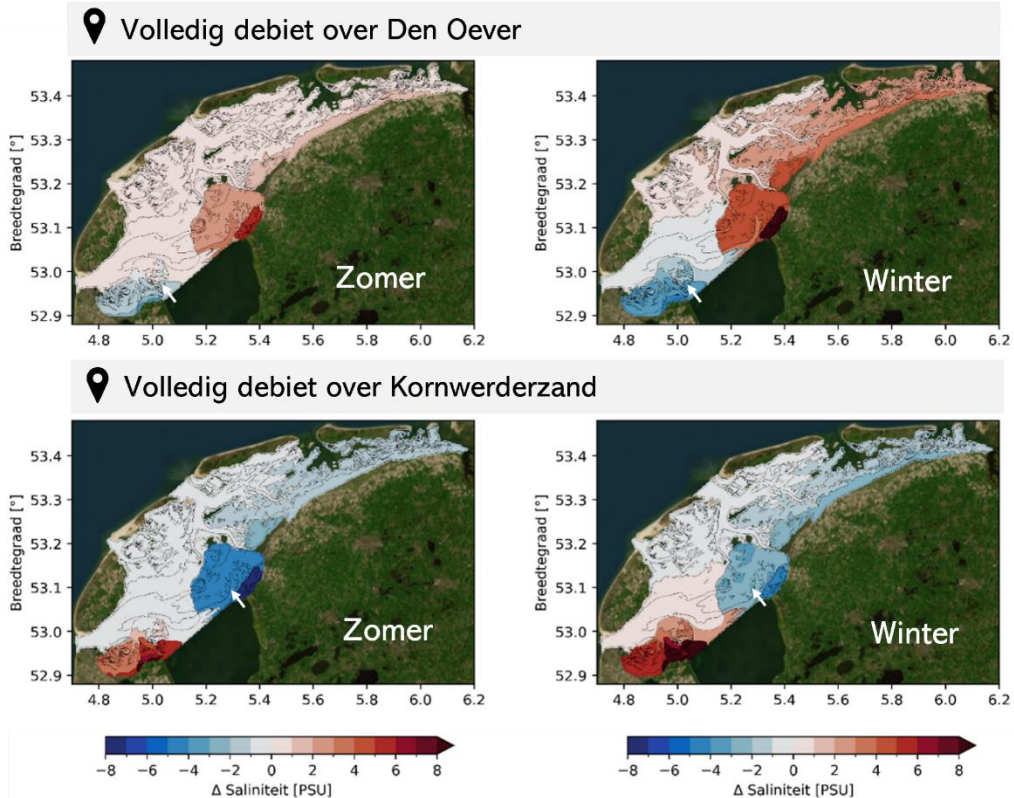 Volledig debiet over Den Oever
53.4
53.3
53.2
53.1
53.0
52.9
Breedtegraad [°]
Zomer
4.8 5.0 5.2 5.4 5.6 5.8 6.0 6.2
53.4
53.3
53.2
53.1
53.0
52.9
Breedtegraad [°]
Winter
4.8 5.0 5.2 5.4 5.6 5.8 6.0 6.2
Volledig debiet over Kornwerderzand
53.4
53.3
53.2
53.1
53.0
52.9
Breedtegraad [°]
Zomer
4.8 5.0 5.2 5.4 5.6 5.8 6.0 6.2
53.4
53.3
53.2
53.1
53.0
52.9
Breedtegraad [°]
Winter
4.8 5.0 5.2 5.4 5.6 5.8 6.0 6.2
−8 −6 −4 −2 0 2 4 6 8
Δ Saliniteit [PSU]
−8 −6 −4 −2 0 2 4 6 8
Δ Saliniteit [PSU]